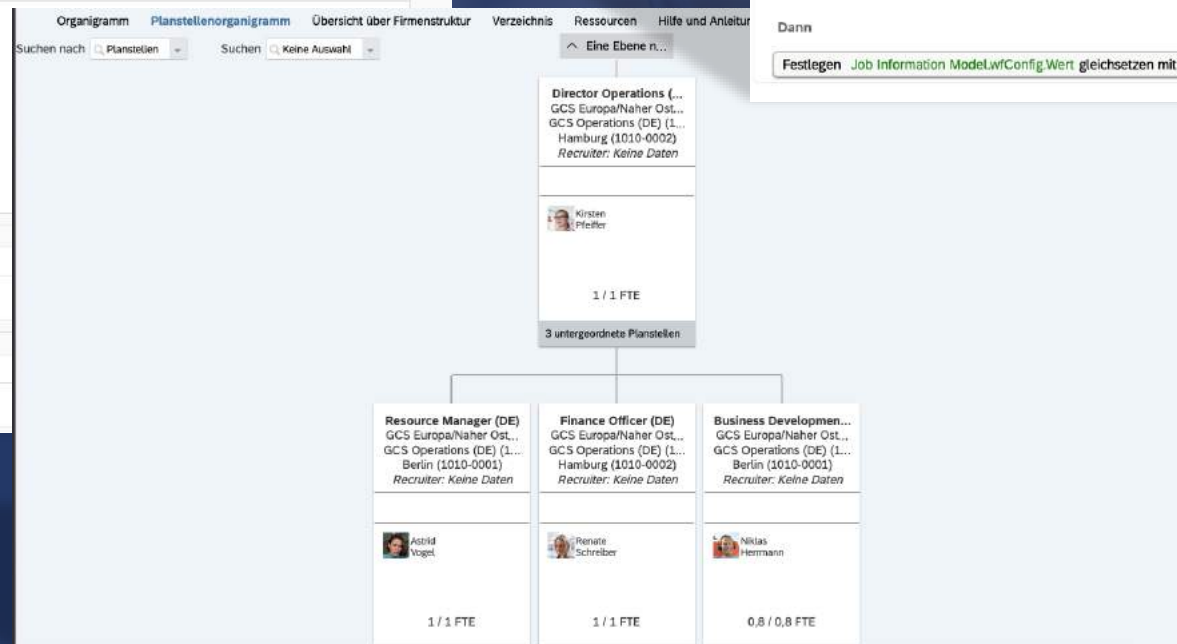 Organigramm Planstellenorganigramm Übersicht über Firmenstruktur Verzeichnis Ressourcen Hilfe und Anleitun
Suchen nach Planstellen Suchen Keine Auswahl
Eine Ebene n...
Dann
Festlegen Job Information Model.wfConfig.Wert gleichsetzen mit
Director Operations (...
GCS Europa/Naher Ost...
GCS Operations (DE) (1...
Hamburg (1010-0002)
Recruiter: Keine Daten
Kirsten
Pfeiffer
1 / 1 FTE
3 untergeordnete Planstellen
Resource Manager (DE)
GCS Europa/Naher Ost...
GCS Operations (DE) (1...
Berlin (1010-0001)
Recruiter: Keine Daten
Astrid
Vogel
1 / 1 FTE
Finance Officer (DE)
GCS Europa/Naher Ost...
GCS Operations (DE) (1...
Hamburg (1010-0002)
Recruiter: Keine Daten
Renate
Schreiber
1 / 1 FTE
Business Developmen...
GCS Europa/Naher Ost...
GCS Operations (DE) (1...
Berlin (1010-0001)
Recruiter: Keine Daten
Niklas
Herrmann
0,8 / 0,8 FTE